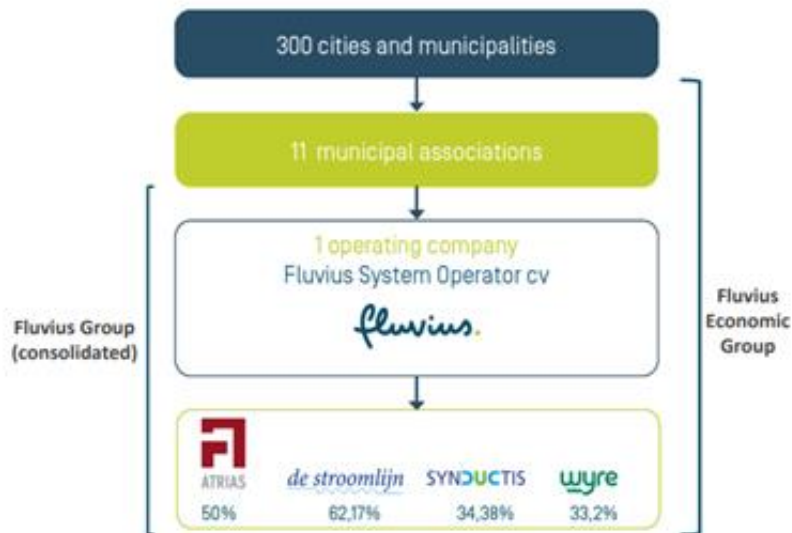 300 cities and municipalities
11 municipal associations
1 operating company
Fluvius System Operator cv
fluvius.
Fluvius Group
(consolidated)
Fluvius
Economic
Group
ATRIAS
de stroomlijn
SYNDUCTIS
wyre
50%
62,17%
34,38%
33,2%